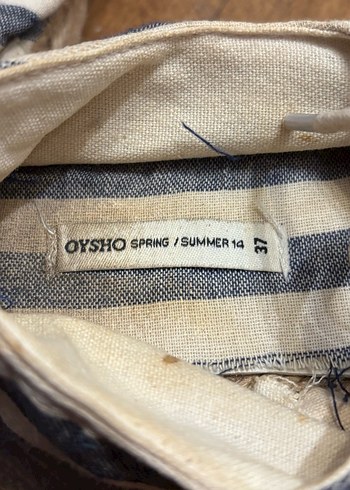 OYSHO SPRING / SUMMER 14 37